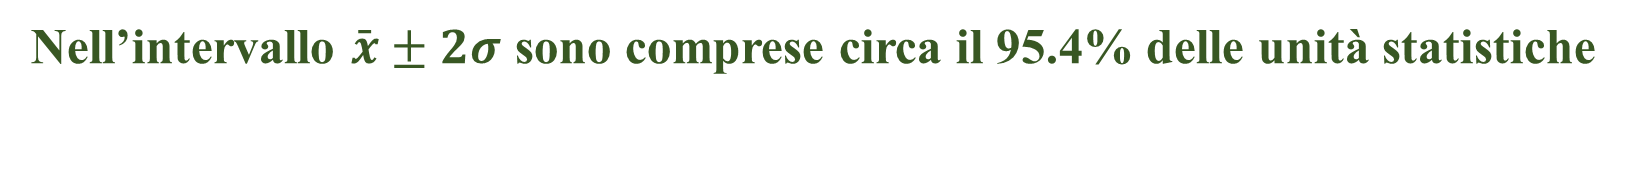 Nell’intervallo x̄ ± 2σ sono comprese circa il 95.4% delle unità statistiche